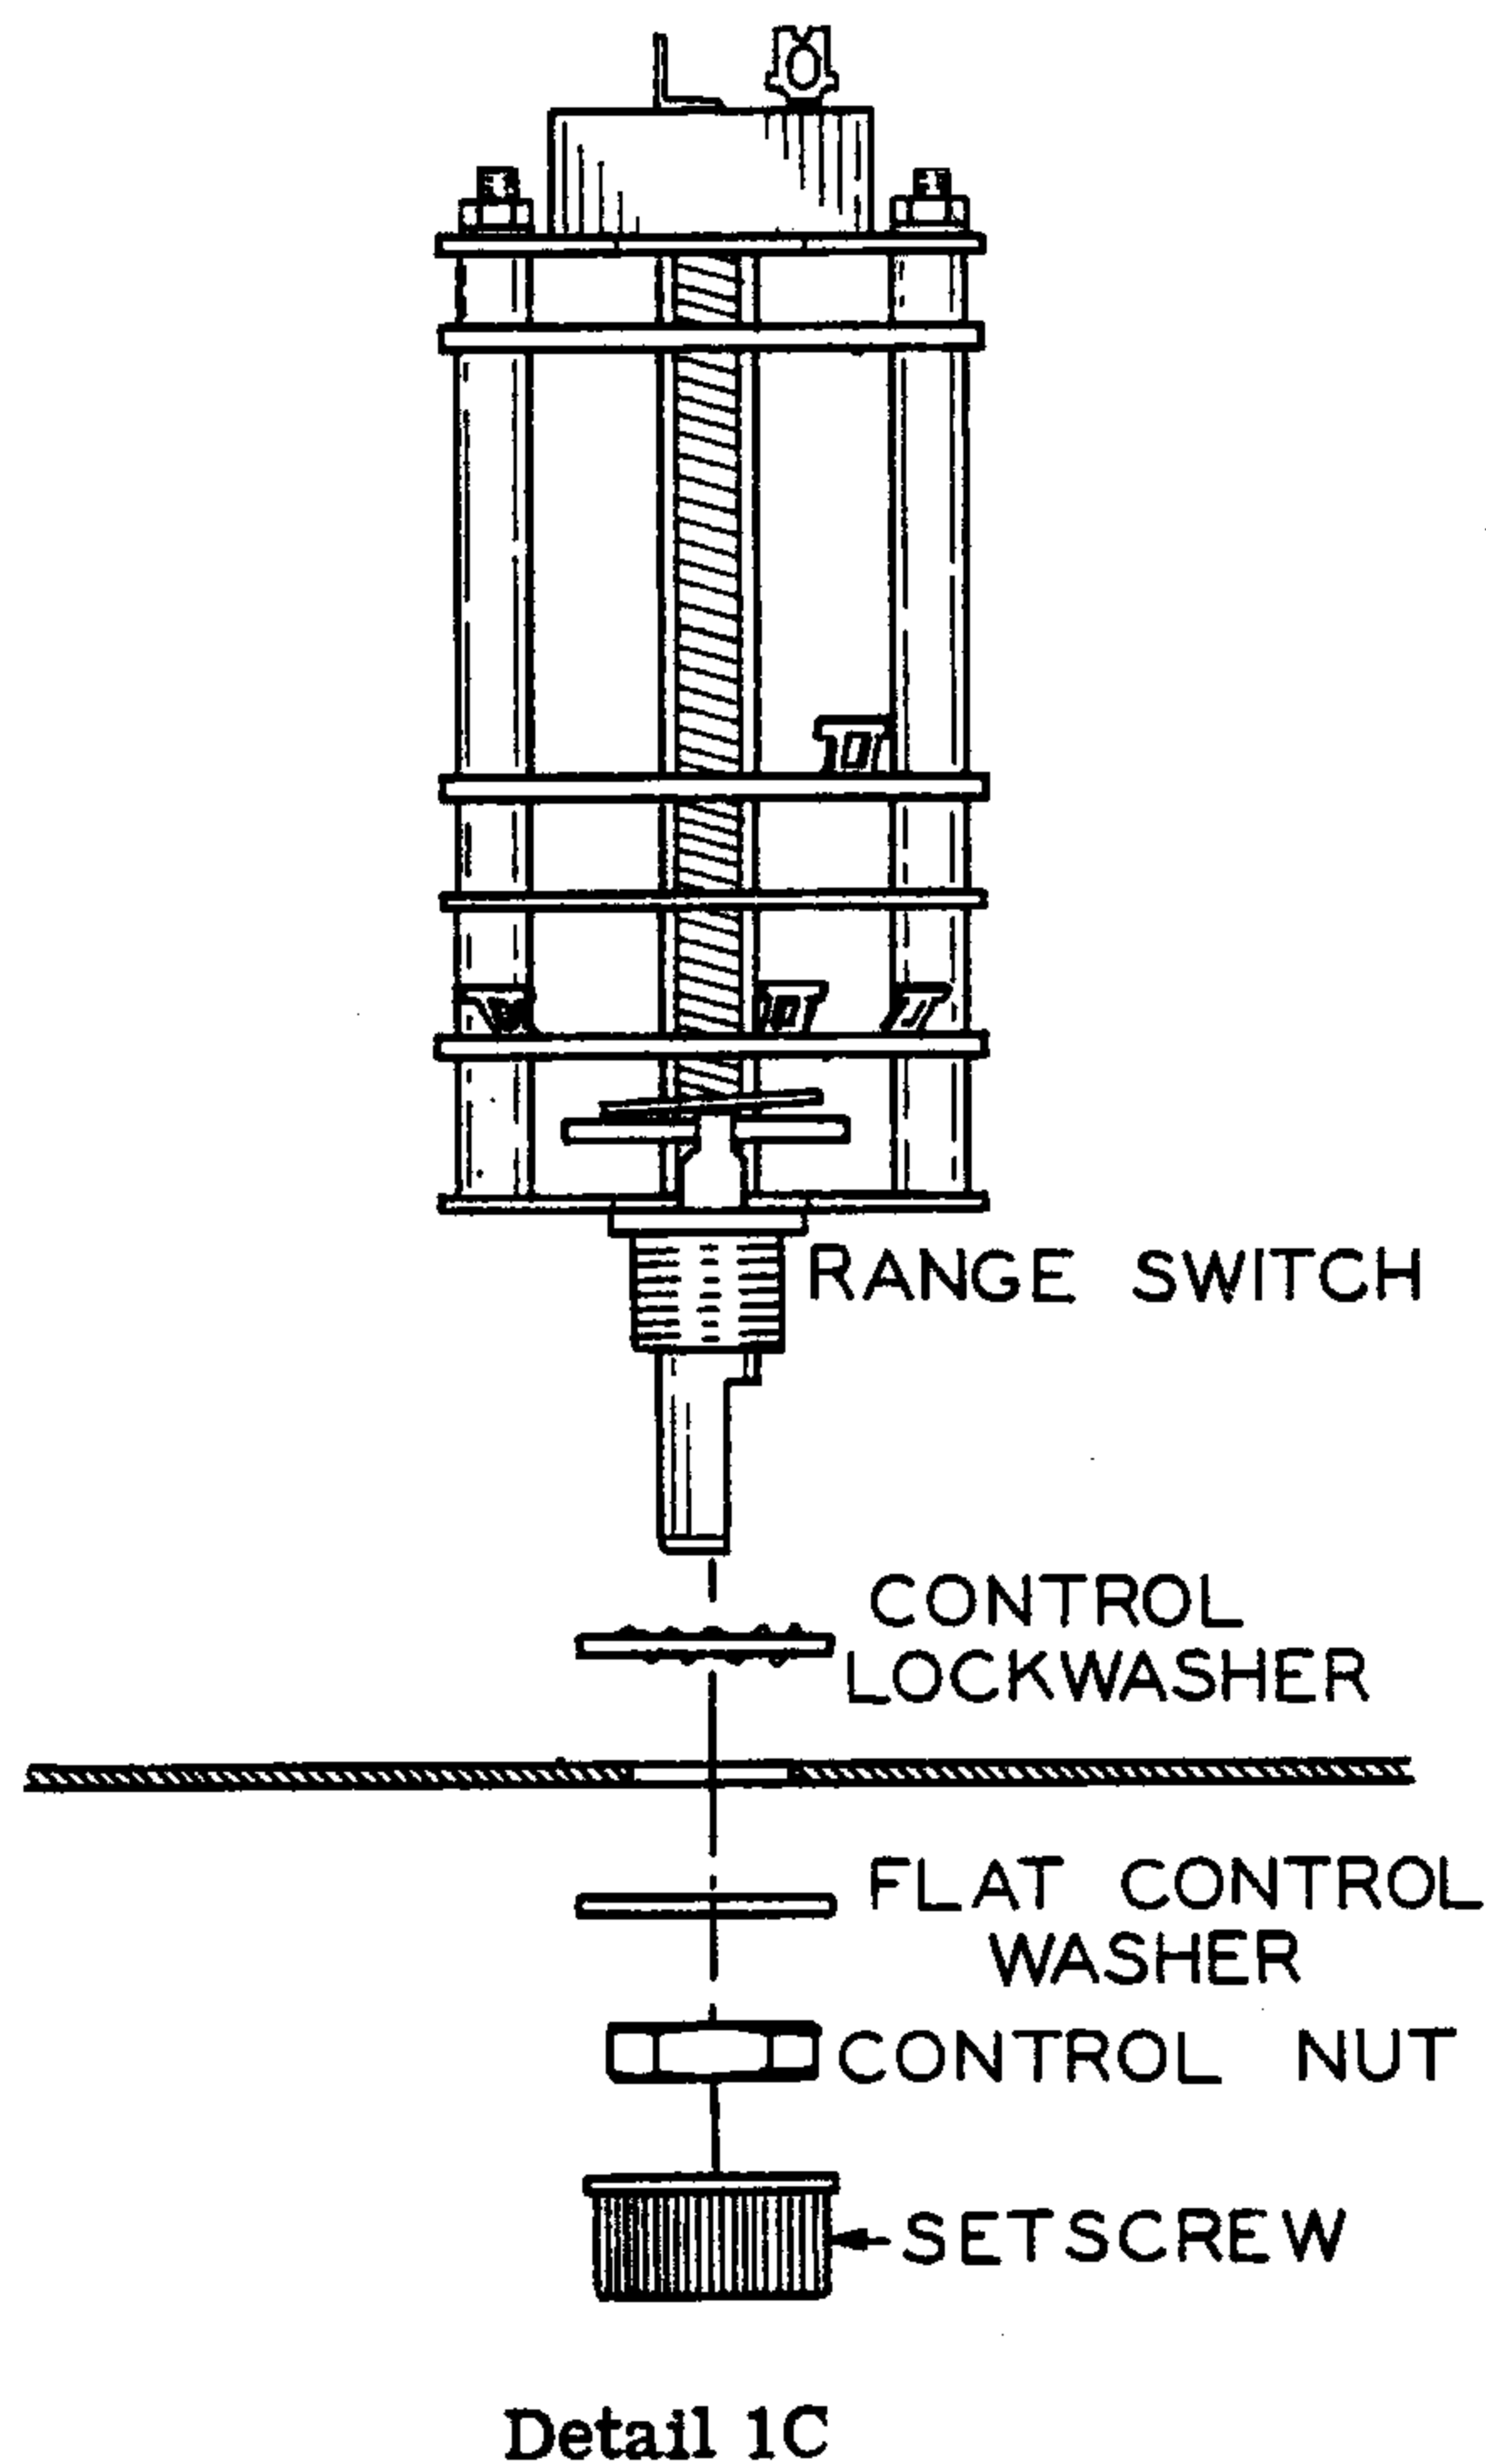 RANGE SWITCH
CONTROL
LOCKWASHER
FLAT CONTROL
WASHER
CONTROL NUT
SETSCREW
Detail 1C